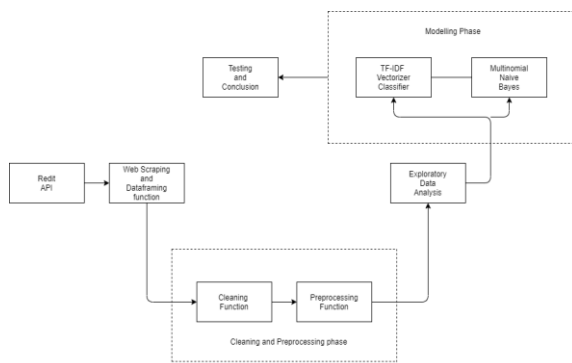 Modelling Phase
Testing
and
Conclusion
TF-IDF
Vectorizer
Classifier
Multinomial
Naive
Bayes
Redit
API
Web Scraping
and
Dataframing
function
Exploratory
Data
Analysis
Cleaning
Function
Preprocessing
Function
Cleaning and Preprocessing phase